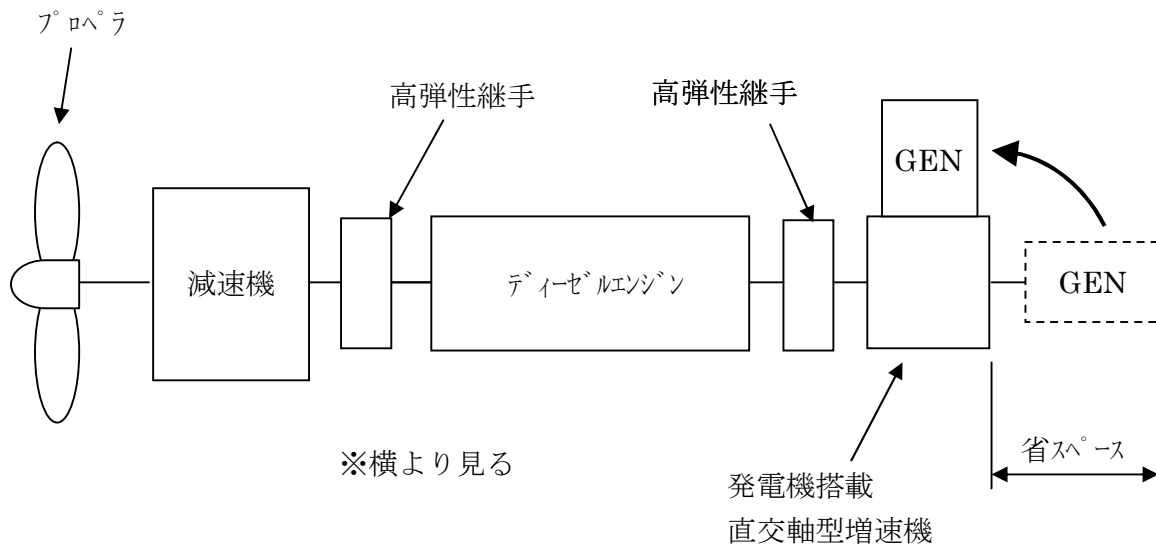 プロペラ
高弾性継手
高弾性継手
GEN
減速機
ディーゼルエンジン
GEN
※横より見る
省スペース
発電機搭載
直交軸型増速機